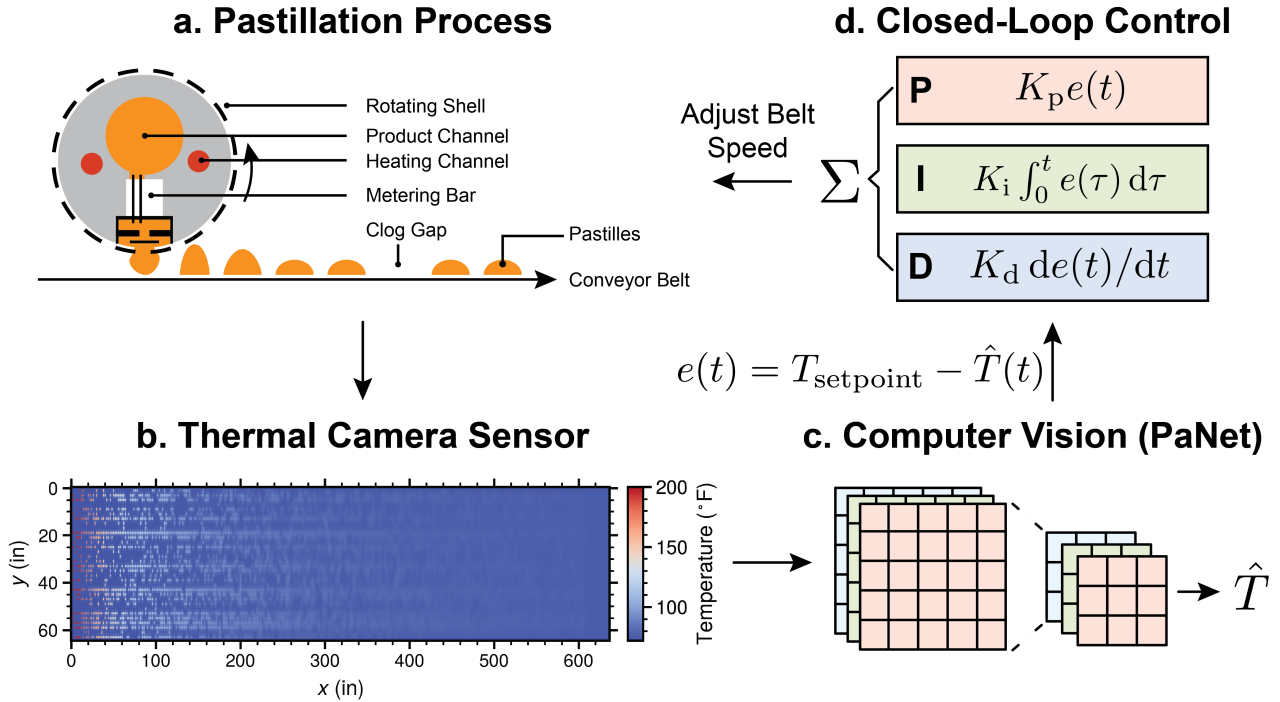 a. Pastillation Process
Rotating Shell
Product Channel
Heating Channel
Metering Bar
Clog Gap
Pastilles
Conveyor Belt
d. Closed-Loop Control
Adjust Belt
Speed
∑
P K_p e(t)
I K_i ∫_0^t e(τ) dτ
D K_d de(t)/dt
e(t) = T_setpoint − T̂(t)
b. Thermal Camera Sensor
0
20
40
60
y (in)
0 100 200 300 400 500 600
x (in)
200
150
100
Temperature (°F)
c. Computer Vision (PaNet)
T̂